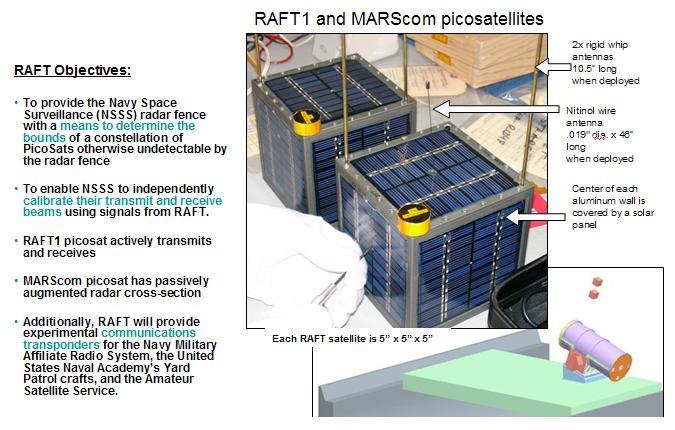 RAFT1 and MARScom picosatellites
RAFT Objectives:
• To provide the Navy Space
Surveillance (NSSS) radar fence
with a means to determine the
bounds of a constellation of
PicoSats otherwise undetectable by
the radar fence
• To enable NSSS to independently
calibrate their transmit and receive
beams using signals from RAFT.
• RAFT1 picosat actively transmits
and receives
• MARScom picosat has passively
augmented radar cross-section
• Additionally, RAFT will provide
experimental communications
transponders for the Navy Military
Affiliate Radio System, the United
States Naval Academy's Yard
Patrol crafts, and the Amateur
Satellite Service.
2x rigid whip
antennas
10.5" long
when deployed
Nitinol wire
antenna
.019" dia. x 46"
long
when deployed
Center of each
aluminum wall is
covered by a solar
panel
Each RAFT satellite is 5" x 5" x 5"